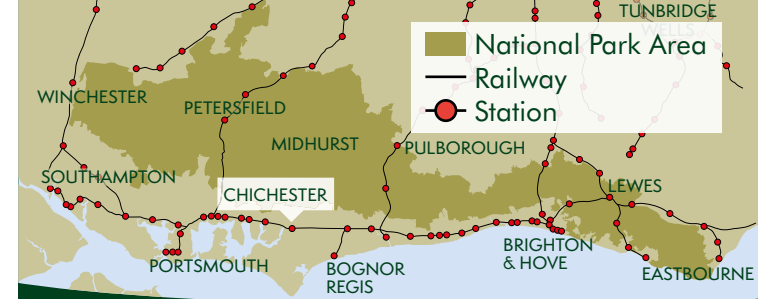 TUNBRIDGE
WELLS
National Park Area
Railway
Station
WINCHESTER
PETERSFIELD
MIDHURST
PULBOROUGH
SOUTHAMPTON
CHICHESTER
LEWES
PORTSMOUTH
BOGNOR
REGIS
BRIGHTON
& HOVE
EASTBOURNE